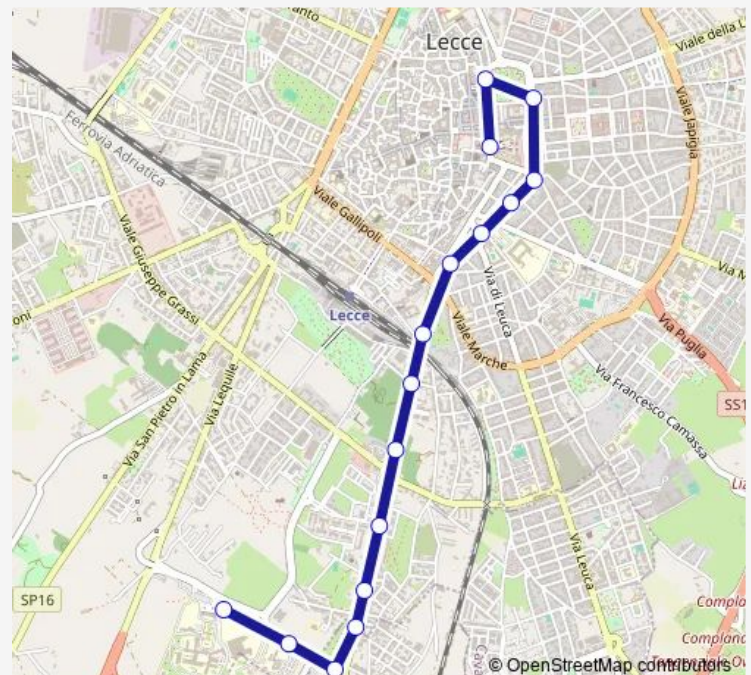 Lecce
Viale della L
Viale Japigia
Ferrovia Adriatica
Viale Gallipoli
Viale Giuseppe Grassi
oni
Lecce
Via di Leuca
Viale Marche
Via Puglia
Via Francesco Camassa
SS1
Via San Pietro in Lama
Via Lequile
Via Leuca
SP16
© OpenStreetMap contributors